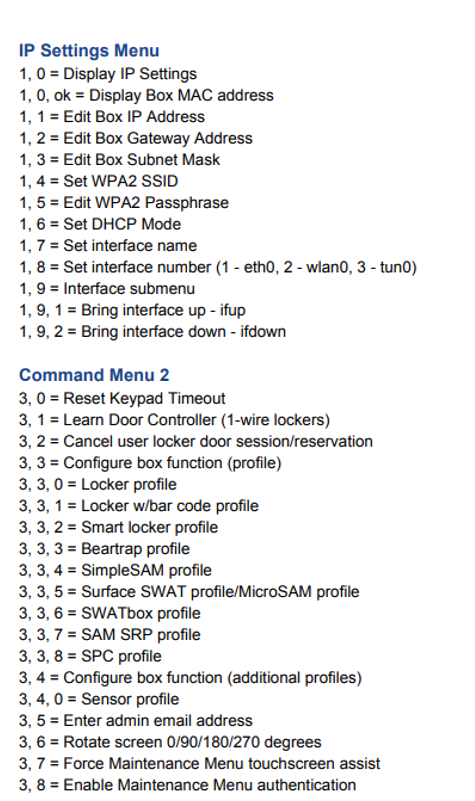 IP Settings Menu
1, 0 = Display IP Settings
1, 0, ok = Display Box MAC address
1, 1 = Edit Box IP Address
1, 2 = Edit Box Gateway Address
1, 3 = Edit Box Subnet Mask
1, 4 = Set WPA2 SSID
1, 5 = Edit WPA2 Passphrase
1, 6 = Set DHCP Mode
1, 7 = Set interface name
1, 8 = Set interface number (1 - eth0, 2 - wlan0, 3 - tun0)
1, 9 = Interface submenu
1, 9, 1 = Bring interface up - ifup
1, 9, 2 = Bring interface down - ifdown
Command Menu 2
3, 0 = Reset Keypad Timeout
3, 1 = Learn Door Controller (1-wire lockers)
3, 2 = Cancel user locker door session/reservation
3, 3 = Configure box function (profile)
3, 3, 0 = Locker profile
3, 3, 1 = Locker w/bar code profile
3, 3, 2 = Smart locker profile
3, 3, 3 = Beartrap profile
3, 3, 4 = SimpleSAM profile
3, 3, 5 = Surface SWAT profile/MicroSAM profile
3, 3, 6 = SWATbox profile
3, 3, 7 = SAM SRP profile
3, 3, 8 = SPC profile
3, 4 = Configure box function (additional profiles)
3, 4, 0 = Sensor profile
3, 5 = Enter admin email address
3, 6 = Rotate screen 0/90/180/270 degrees
3, 7 = Force Maintenance Menu touchscreen assist
3, 8 = Enable Maintenance Menu authentication